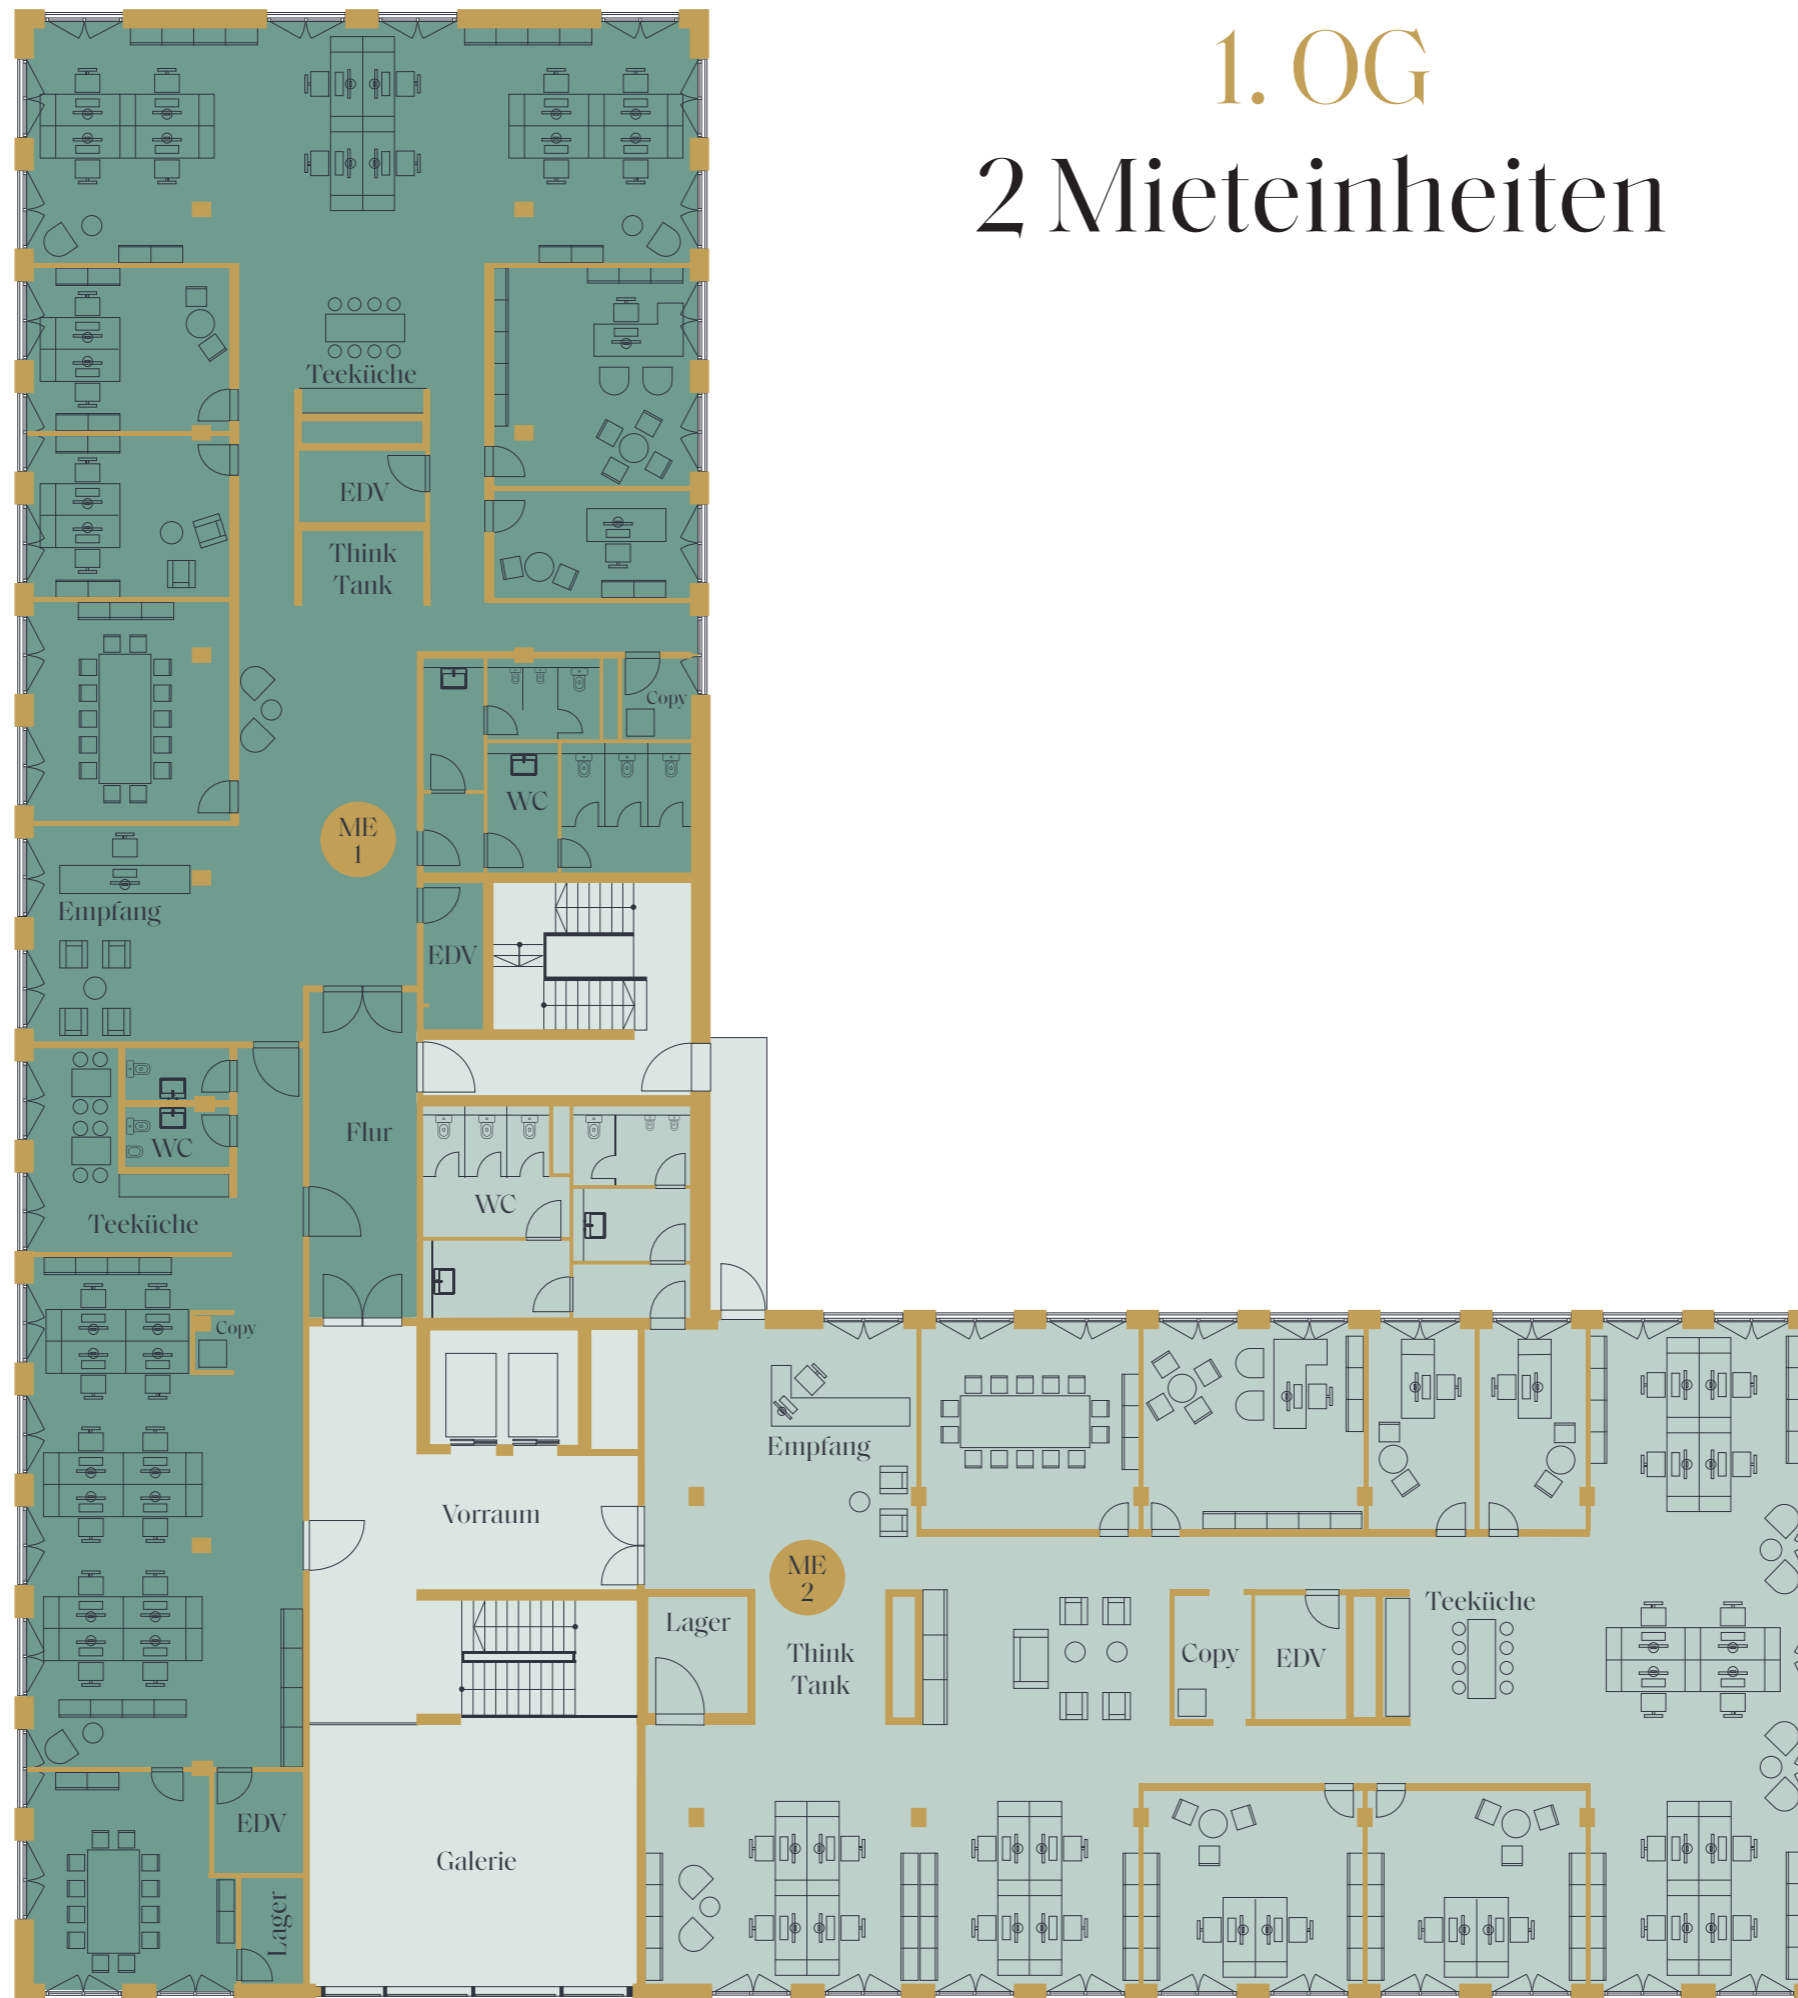 1. OG
2 Mieteinheiten
Teeküche
EDV
Think
Tank
Copy
WC
ME
1
Empfang
EDV
Flur
WC
Teeküche
WC
Copy
Empfang
Vorraum
ME
2
Teeküche
Lager
Think
Tank
Copy
EDV
EDV
Galerie
Lager